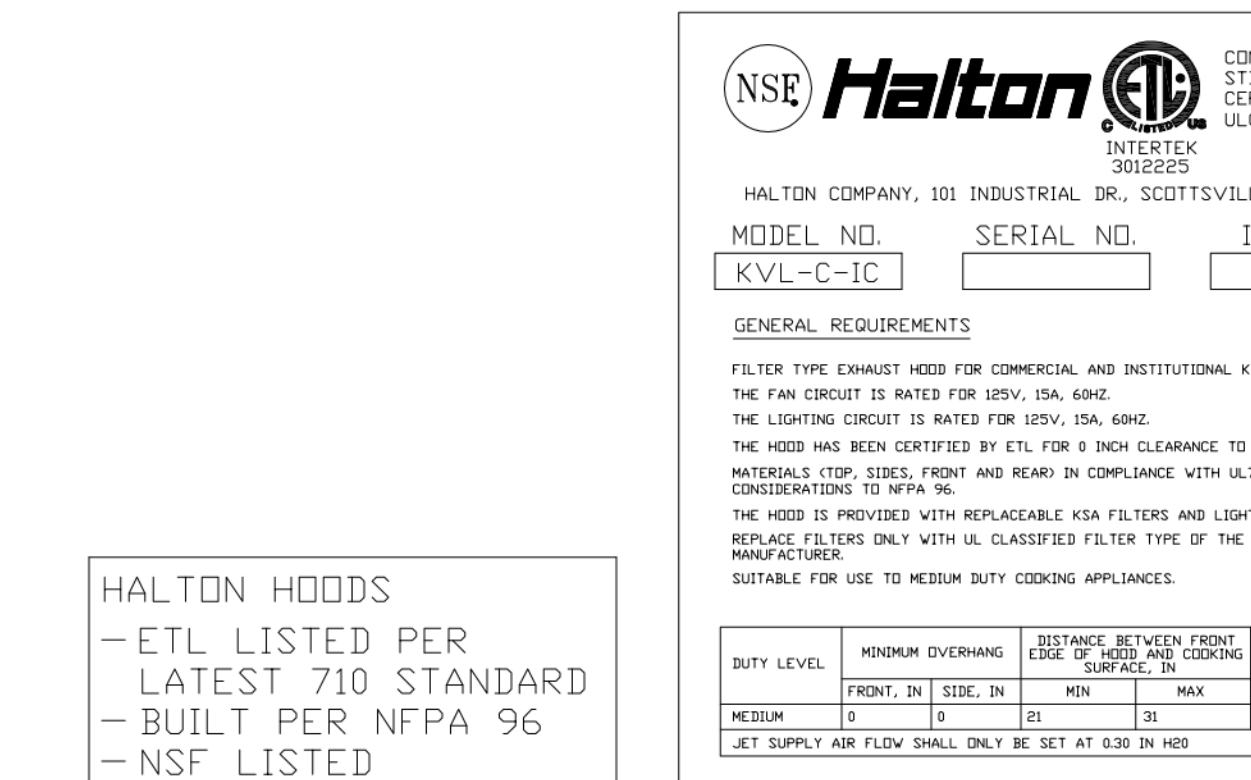 NSF Halton ETL
C LISTED US
INTERTEK
3012225
HALTON COMPANY, 101 INDUSTRIAL DR.,
MODEL NO. SERIAL NO.
KVL-C-IC
GENERAL REQUIREMENTS
FILTER TYPE EXHAUST HOOD FOR COMMERCIAL AND INSTITUTIONAL
THE FAN CIRCUIT IS RATED FOR 125V, 15A, 60HZ.
THE LIGHTING CIRCUIT IS RATED FOR 125V, 15A, 60HZ.
THE HOOD HAS BEEN CERTIFIED BY ETL FOR 0 INCH CLEARANCE TO
MATERIALS (TOP, SIDES, FRONT AND REAR) IN COMPLIANCE WITH
CONSIDERATIONS TO NFPA 96.
THE HOOD IS PROVIDED WITH REPLACEABLE KSA FILTERS AND
REPLACE FILTERS ONLY WITH UL CLASSIFIED FILTER TYPE OF THE
MANUFACTURER.
SUITABLE FOR USE TO MEDIUM DUTY COOKING APPLIANCES.
DUTY LEVEL MINIMUM OVERHANG DISTANCE BETWEEN FRONT
EDGE OF HOOD AND COOKING
SURFACE, IN
FRONT, IN SIDE, IN MIN MAX
MEDIUM 0 0 21 31
JET SUPPLY AIR FLOW SHALL ONLY BE SET AT 0.30 IN H20
HALTON HOODS
- ETL LISTED PER
LATEST 710 STANDARD
- BUILT PER NFPA 96
- NSF LISTED